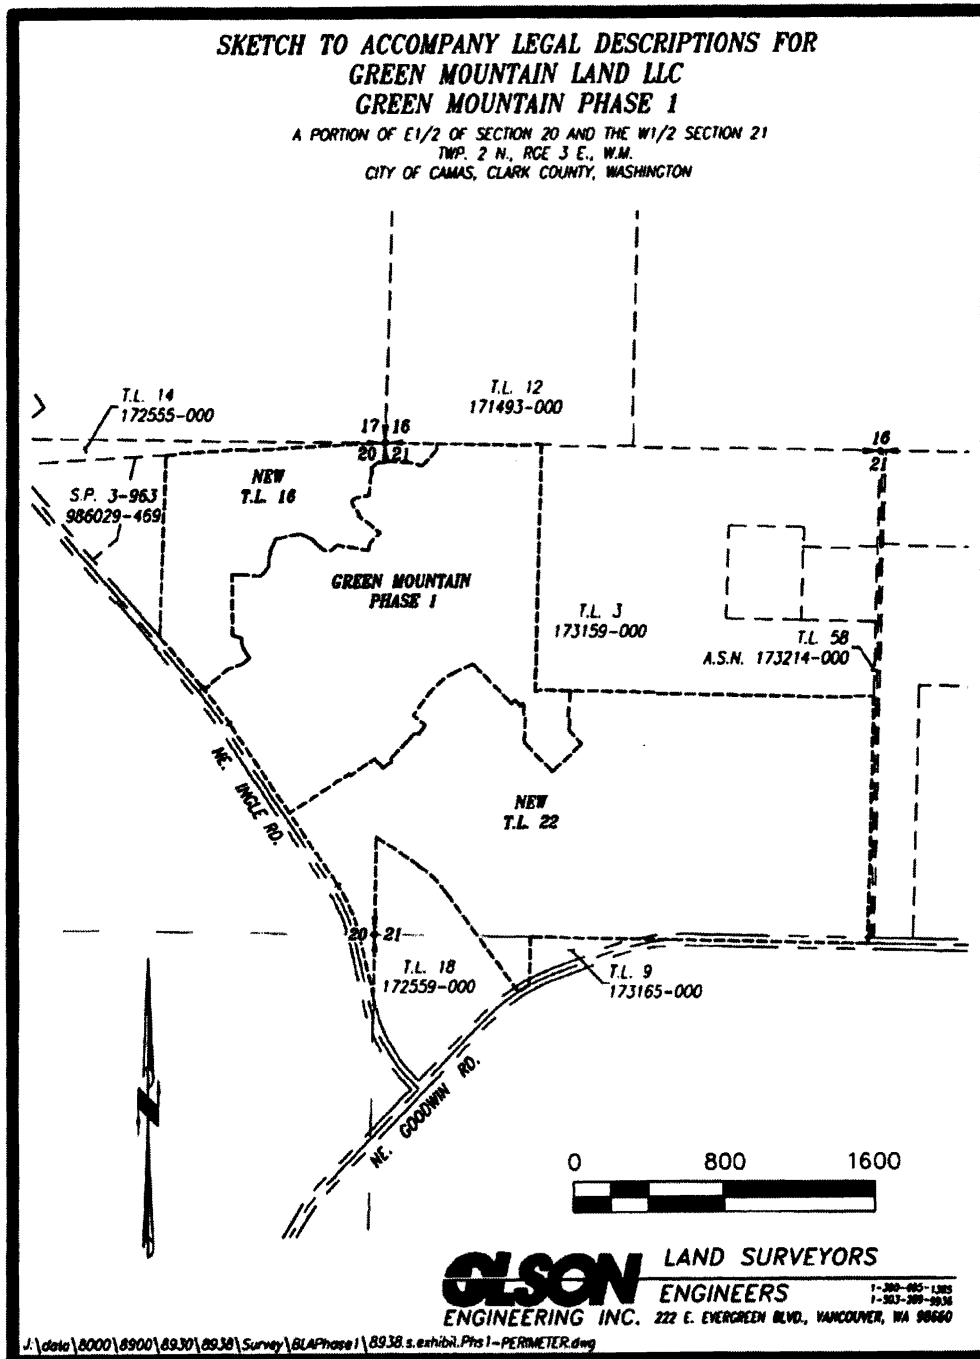 SKETCH TO ACCOMPANY LEGAL DESCRIPTIONS FOR
GREEN MOUNTAIN LAND LLC
GREEN MOUNTAIN PHASE 1
A PORTION OF E1/2 OF SECTION 20 AND THE W1/2 SECTION 21
TWP. 2 N., RGE 3 E., W.M.
CITY OF CAMAS, CLARK COUNTY, WASHINGTON
T.L. 14
172555-000
T.L. 12
171493-000
17 16
20 21
16
21
NEW
T.L. 16
S.P. 3-963
986029-469
GREEN MOUNTAIN
PHASE 1
T.L. 3
173159-000
T.L. 58
A.S.N. 173214-000
NE. INGLE RD.
NEW
T.L. 22
20 21
T.L. 18
172559-000
T.L. 9
173165-000
NE. GOODWIN RD.
N
0 800 1600
OLSON
ENGINEERING INC.
LAND SURVEYORS
ENGINEERS
222 E. EVERGREEN BLVD., VANCOUVER, WA 98660
J:\data\8000\8900\8930\8938\Survey\BLAPhase1\8938.s.exhibit.Phs1-PERIMETER.dwg